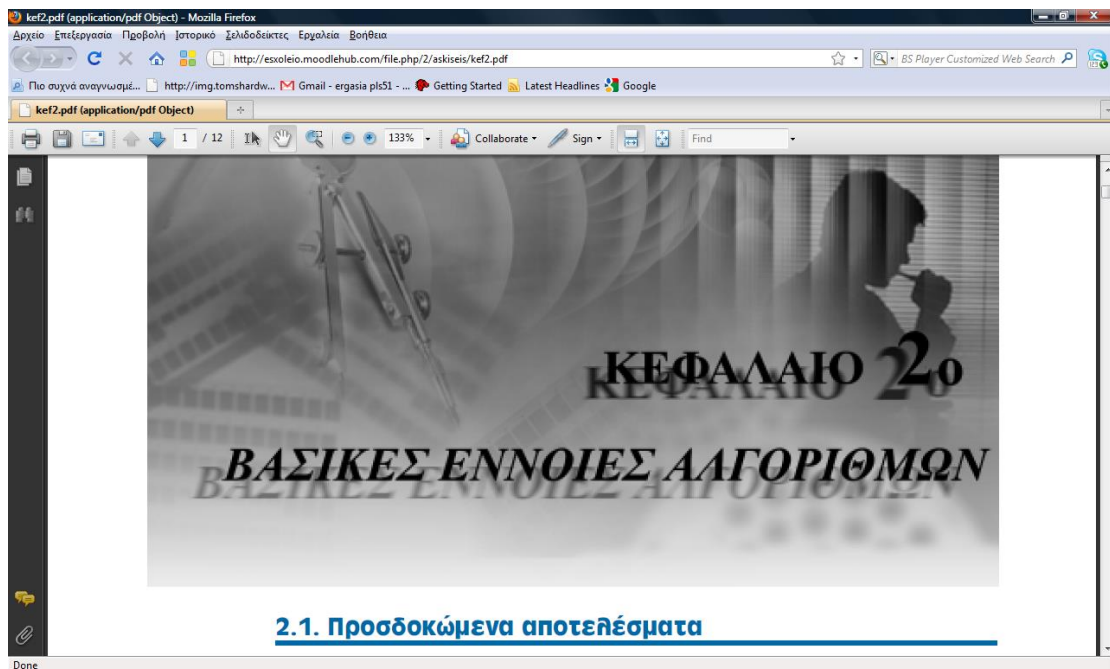 kef2.pdf (application/pdf Object) - Mozilla Firefox
Αρχείο Επεξεργασία Προβολή Ιστορικό Σελιδοδείκτες Εργαλεία Βοήθεια
http://esxoleio.moodlehub.com/file.php/2/askiseis/kef2.pdf BS Player Customized Web Search
Πιο συχνά αναγνωσμέ... http://img.tomshardw... Gmail - ergasia pls51 - ... Getting Started Latest Headlines Google
kef2.pdf (application/pdf Object)
1 / 12 133% Collaborate Sign Find
ΚΕΦΑΛΑΙΟ 2ο
ΒΑΣΙΚΕΣ ΕΝΝΟΙΕΣ ΑΛΓΟΡΙΘΜΩΝ
2.1. Προσδοκώμενα αποτελέσματα
Done